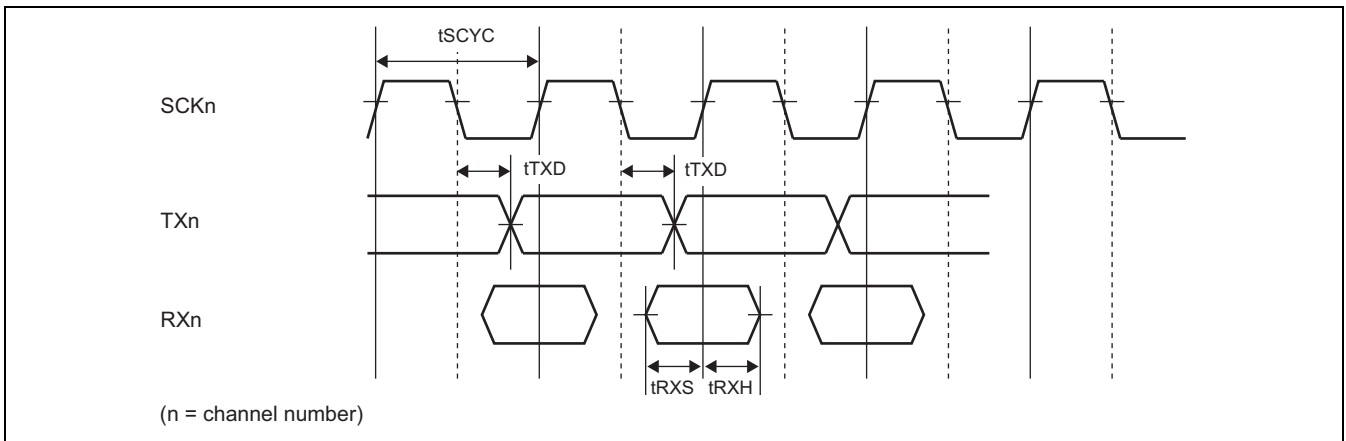 tSCYC
SCKn
tTXD tTXD
TXn
RXn
tRXS tRXH
(n = channel number)